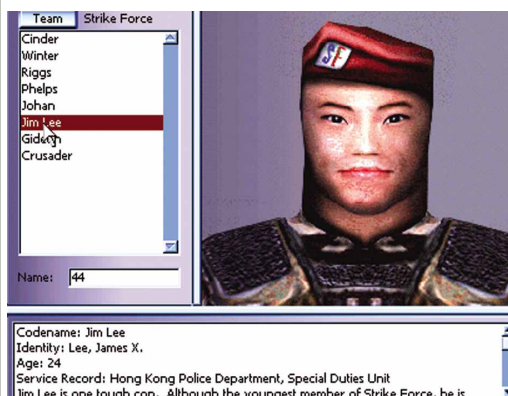 Team Strike Force
Cinder
Winter
Riggs
Phelps
Johan
Jim Lee
Crusader
SF
Name: 44
Codename: Jim Lee
Identity: Lee, James X.
Age: 24
Service Record: Hong Kong Police Department, Special Duties Unit
Jim Lee is one tough cop. Although the youngest member of Strike Force, he is